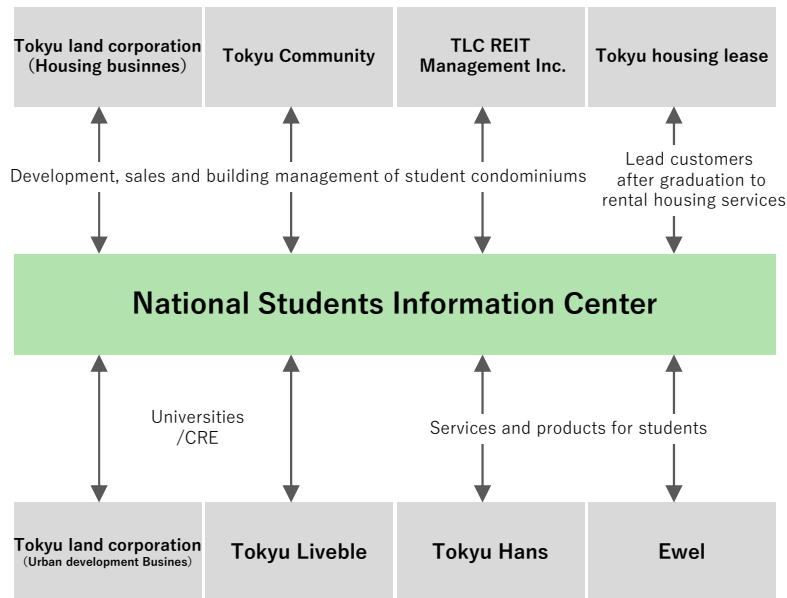 Tokyu land corporation
（Housing businnes）
Tokyu Community
TLC REIT
Management Inc.
Tokyu housing lease
Development, sales and building management of student condominiums
Lead customers
after graduation to
rental housing services
National Students Information Center
Universities
/CRE
Services and products for students
Tokyu land corporation
（Urban development Busines）
Tokyu Liveble
Tokyu Hans
Ewel